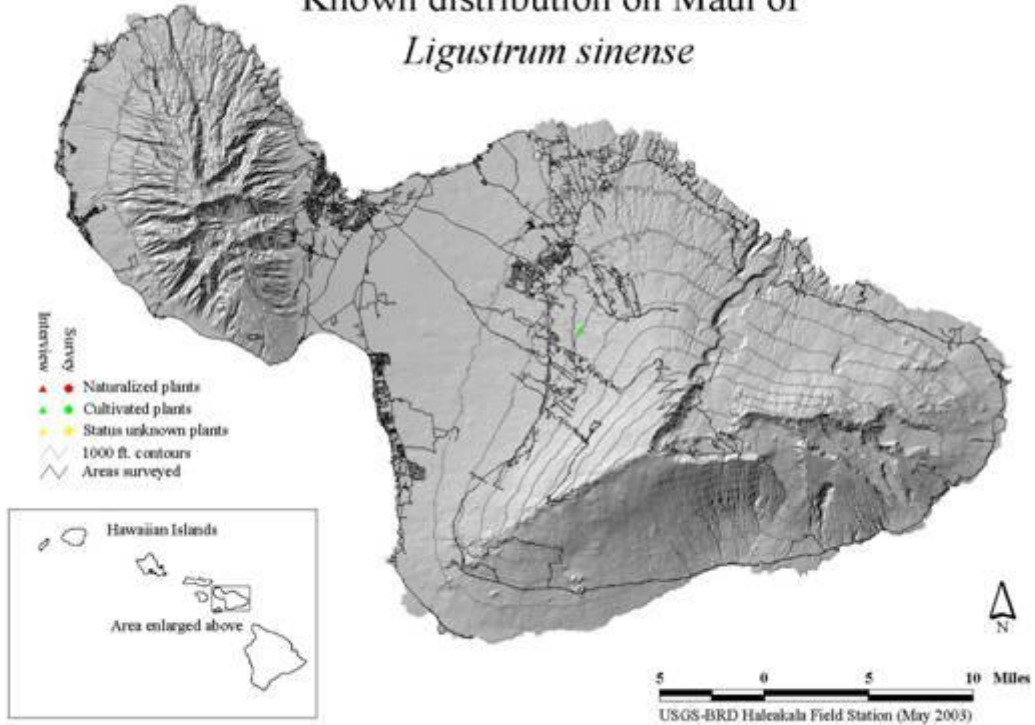 Known distribution on Maui of
Ligustrum sinense
Interview
Survey
Naturalized plants
Cultivated plants
Status unknown plants
1000 ft. contours
Areas surveyed
Hawaiian Islands
Area enlarged above
N
5 0 5 10 Miles
USGS-BRD Haleakala Field Station (May 2003)